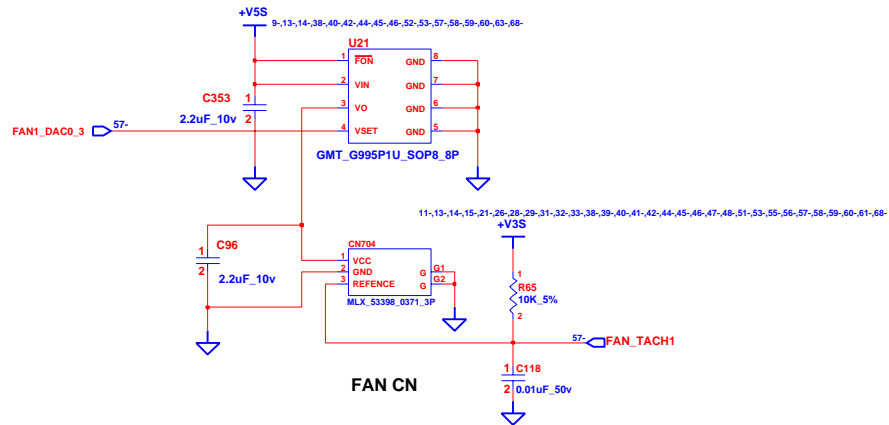 +V5S
9-,13-,14-,38-,40-,42-,44-,45-,46-,52-,53-,57-,58-,59-,60-,63-,68-
U21
1 FON GND 8
2 VIN GND 7
3 VO GND 6
4 VSET GND 5
GMT_G995P1U_SOP8_8P
C353
1
2.2uF_10v
2
FAN1_DAC0_3
57-
11-,13-,14-,15-,21-,26-,28-,29-,31-,32-,33-,38-,39-,40-,41-,42-,44-,45-,46-,47-,48-,51-,53-,55-,56-,57-,58-,59-,60-,61-,68-
+V3S
C96
1
2
2.2uF_10v
CN704
1 VCC
2 GND G G1
3 REFENCE G G2
MLX_53398_0371_3P
1
R65
10K_5%
2
57-
FAN_TACH1
C118
1
2
0.01uF_50v
FAN CN